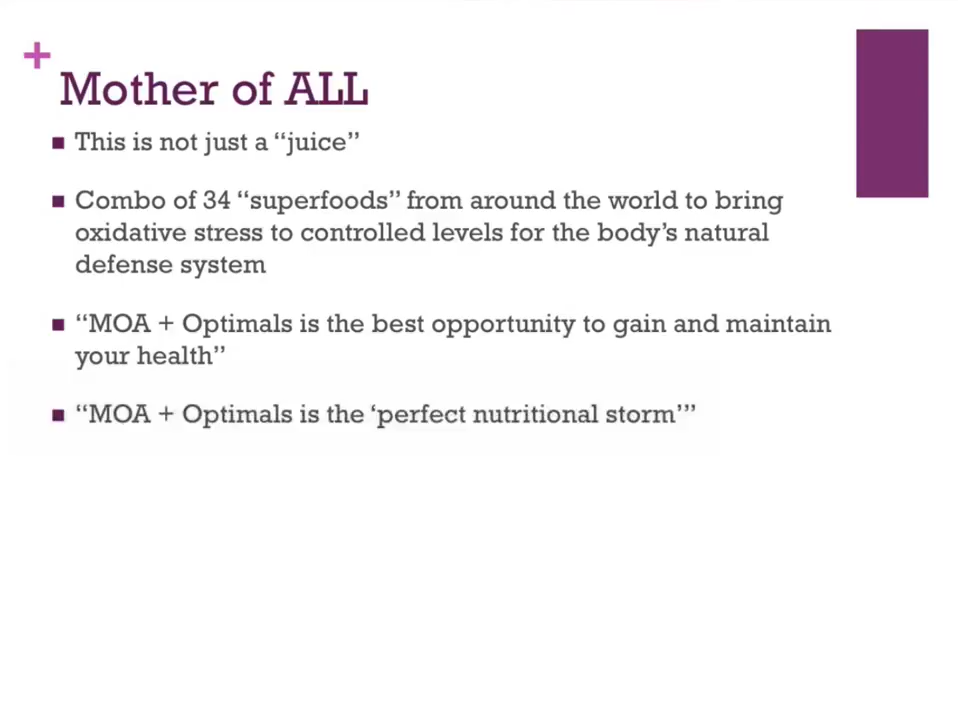 +
Mother of ALL
■ This is not just a “juice”
■ Combo of 34 “superfoods” from around the world to bring
oxidative stress to controlled levels for the body’s natural
defense system
■ “MOA + Optimals is the best opportunity to gain and maintain
your health”
■ “MOA + Optimals is the ‘perfect nutritional storm’”